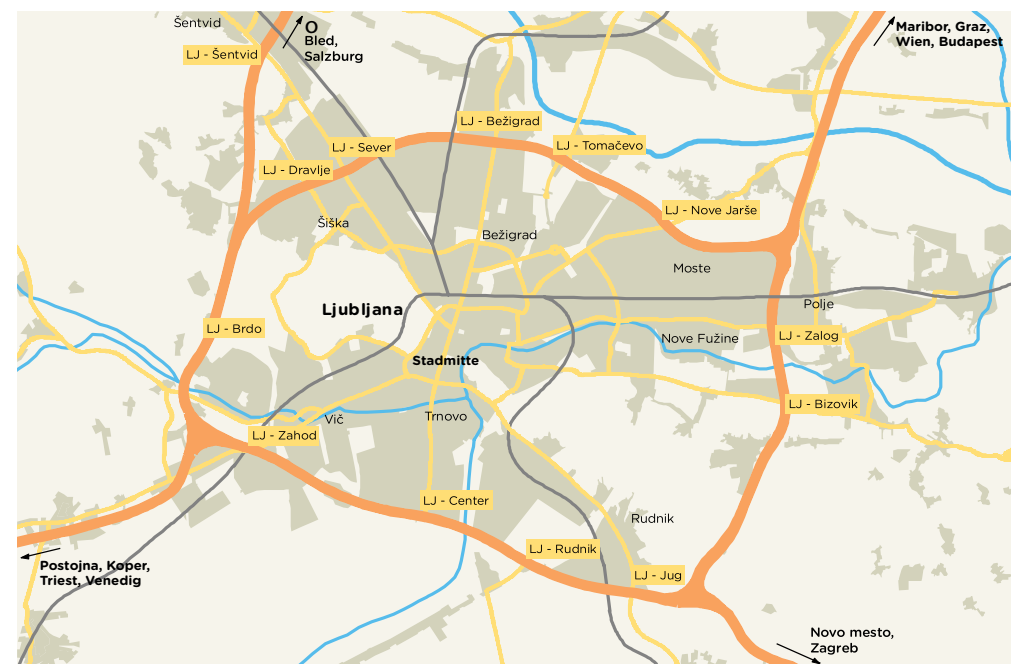 Šentvid
O
Bled,
Salzburg
Maribor, Graz,
Wien, Budapest
LJ - Šentvid
LJ - Bežigrad
LJ - Sever
LJ - Tomačevo
LJ - Dravlje
LJ - Nove Jarše
Šiška
Bežigrad
Moste
Polje
Ljubljana
LJ - Brdo
Nove Fužine
LJ - Zalog
Stadmitte
LJ - Bizovik
Trnovo
Vič
LJ - Zahod
LJ - Center
Rudnik
LJ - Rudnik
Postojna, Koper,
Triest, Venedig
LJ - Jug
Novo mesto,
Zagreb